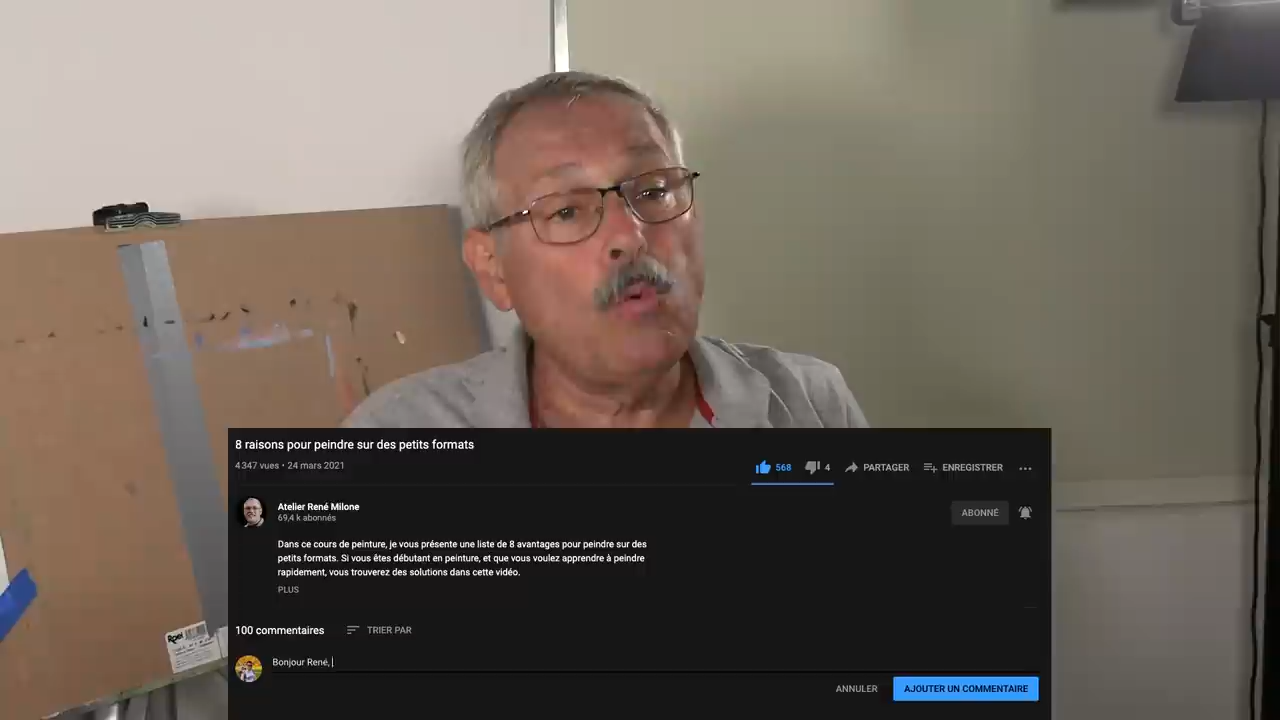 8 raisons pour peindre sur des petits formats
4 347 vues • 24 mars 2021
568
4
PARTAGER
ENREGISTRER
Atelier René Milone
69,4 k abonnés
ABONNÉ
Dans ce cours de peinture, je vous présente une liste de 8 avantages pour peindre sur des
petits formats. Si vous êtes débutant en peinture, et que vous voulez apprendre à peindre
rapidement, vous trouverez des solutions dans cette vidéo.
PLUS
100 commentaires
TRIER PAR
Bonjour René,
ANNULER
AJOUTER UN COMMENTAIRE